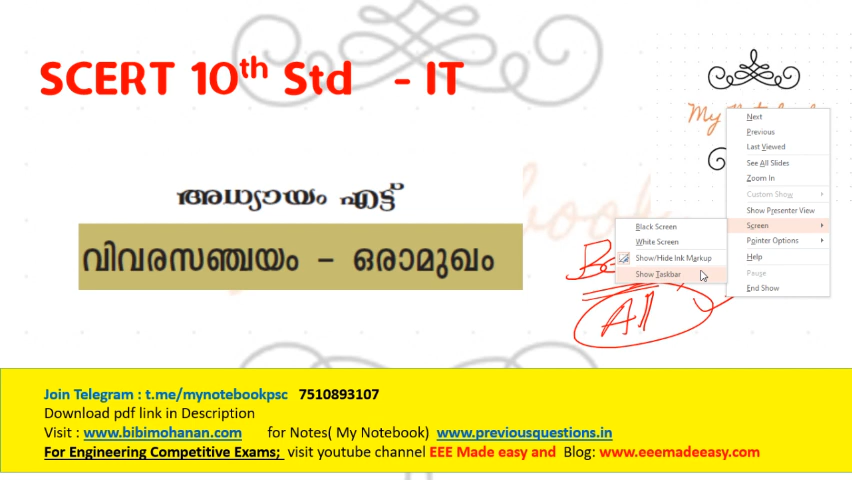 SCERT 10th Std - IT
My Notebook
അധ്യായം എട്ട്
വിവരസഞ്ചയം - ഒരാമുഖം
Next
Previous
Last Viewed
See All Slides
Zoom In
Custom Show
Show Presenter View
Screen
Pointer Options
Help
Pause
End Show
Black Screen
White Screen
Show/Hide Ink Markup
Show Taskbar
All
Join Telegram : t.me/mynotebookpsc 7510893107
Download pdf link in Description
Visit : www.bibimohanan.com for Notes( My Notebook) www.previousquestions.in
For Engineering Competitive Exams; visit youtube channel EEE Made easy and Blog: www.eeemadeeasy.com